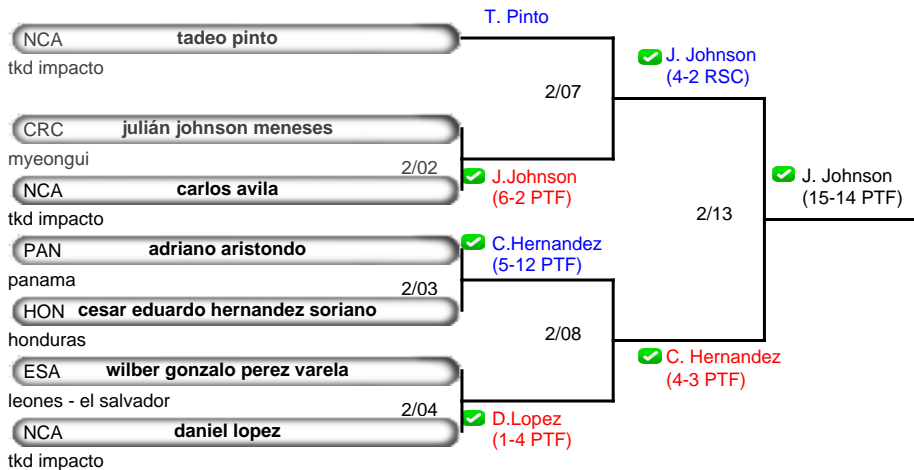 T. Pinto
NCA tadeo pinto
tkd impacto
J. Johnson
(4-2 RSC)
2/07
CRC julián johnson meneses
myeongui
2/02
J.Johnson
(6-2 PTF)
NCA carlos avila
tkd impacto
J. Johnson
(15-14 PTF)
2/13
PAN adriano aristondo
panama
C.Hernandez
(5-12 PTF)
2/03
HON cesar eduardo hernandez soriano
honduras
2/08
C. Hernandez
(4-3 PTF)
ESA wilber gonzalo perez varela
leones - el salvador
2/04
D.Lopez
(1-4 PTF)
NCA daniel lopez
tkd impacto